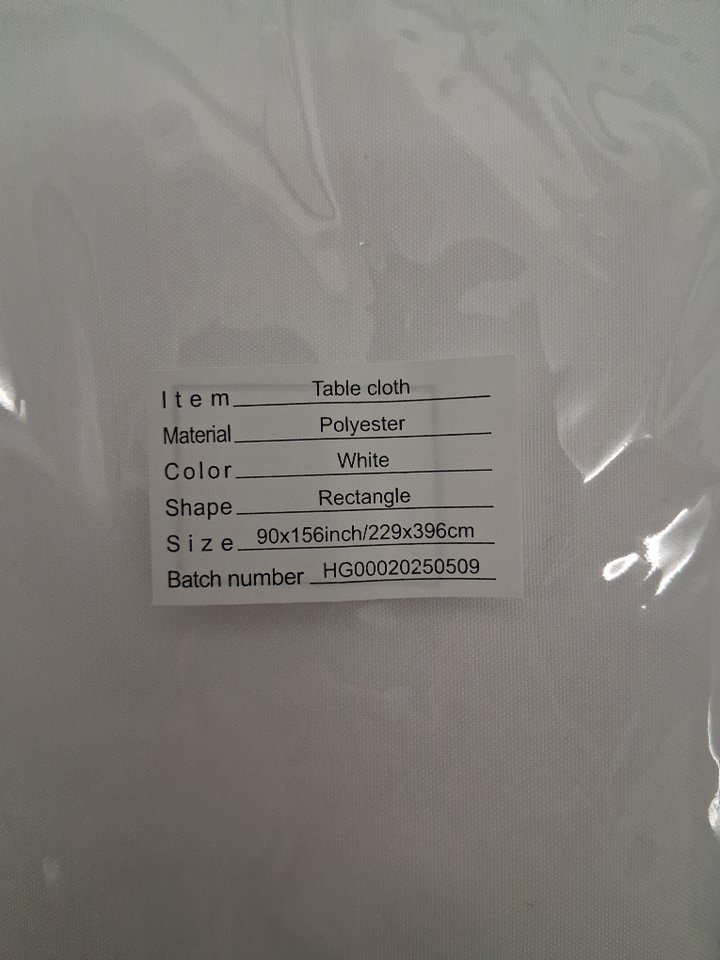 Item Table cloth
Material Polyester
Color White
Shape Rectangle
Size 90x156inch/229x396cm
Batch number HG00020250509